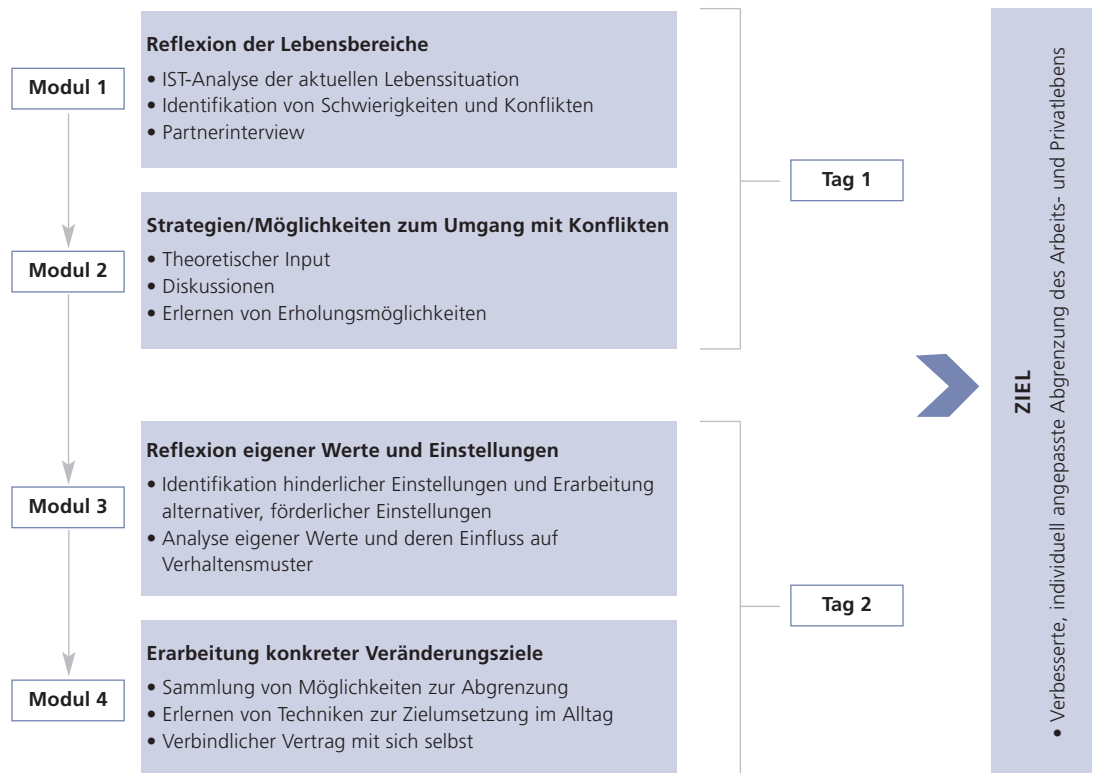 Modul 1
Reflexion der Lebensbereiche
• IST-Analyse der aktuellen Lebenssituation
• Identifikation von Schwierigkeiten und Konflikten
• Partnerinterview
Modul 2
Strategien/Möglichkeiten zum Umgang mit Konflikten
• Theoretischer Input
• Diskussionen
• Erlernen von Erholungsmöglichkeiten
Tag 1
Modul 3
Reflexion eigener Werte und Einstellungen
• Identifikation hinderlicher Einstellungen und Erarbeitung
alternativer, förderlicher Einstellungen
• Analyse eigener Werte und deren Einfluss auf
Verhaltensmuster
Modul 4
Erarbeitung konkreter Veränderungsziele
• Sammlung von Möglichkeiten zur Abgrenzung
• Erlernen von Techniken zur Zielumsetzung im Alltag
• Verbindlicher Vertrag mit sich selbst
Tag 2
ZIEL
• Verbesserte, individuell angepasste Abgrenzung des Arbeits- und Privatlebens